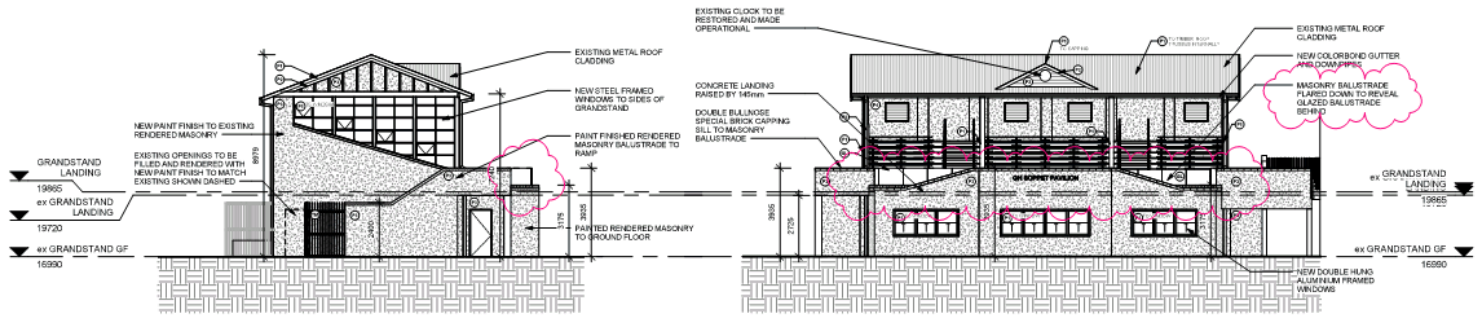 EXISTING METAL ROOF
CLADDING
NEW STEEL FRAMED
WINDOWS TO SIDES OF
GRANDSTAND
NEW PAINT FINISH TO EXISTING
RENDERED MASONRY
EXISTING OPENINGS TO BE
FILLED AND RENDERED WITH
NEW PAINT FINISH TO MATCH
EXISTING SHOWN DASHED
PAINT FINISHED RENDERED
MASONRY BALUSTRADE TO
RAMP
PAINTED RENDERED MASONRY
TO GROUND FLOOR
GRANDSTAND
LANDING
19865
ex GRANDSTAND
LANDING
19720
ex GRANDSTAND GF
16990
8979
2400
3175
3935
EXISTING CLOCK TO BE
RESTORED AND MADE
OPERATIONAL
CONCRETE LANDING
RAISED BY 145mm
DOUBLE BULLNOSE
SPECIAL BRICK CAPPING
SILL TO MASONRY
BALUSTRADE
EXISTING METAL ROOF
CLADDING
NEW COLORBOND GUTTER
AND DOWNPIPES
MASONRY BALUSTRADE
FLARED DOWN TO REVEAL
GLAZED BALUSTRADE
BEHIND
GH SOPPET PAVILION
3935
2725
ex GRANDSTAND
LANDING
19865
ex GRANDSTAND GF
16990
NEW DOUBLE HUNG
ALUMINIUM FRAMED
WINDOWS